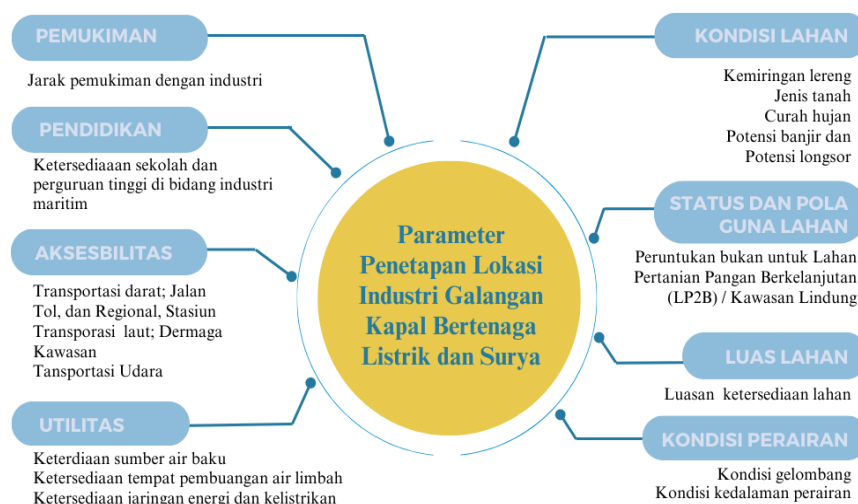 PEMUKIMAN
Jarak pemukiman dengan industri
PENDIDIKAN
Ketersediaaan sekolah dan
perguruan tinggi di bidang industri
maritim
AKSESBILITAS
Transportasi darat; Jalan
Tol, dan Regional, Stasiun
Transporasi laut; Dermaga
Kawasan
Tansportasi Udara
UTILITAS
Keterdiaan sumber air baku
Ketersediaan tempat pembuangan air limbah
Ketersediaan jaringan energi dan kelistrikan
Parameter
Penetapan Lokasi
Industri Galangan
Kapal Bertenaga
Listrik dan Surya
KONDISI LAHAN
Kemiringan lereng
Jenis tanah
Curah hujan
Potensi banjir dan
Potensi longsor
STATUS DAN POLA
GUNA LAHAN
Peruntukan bukan untuk Lahan
Pertanian Pangan Berkelanjutan
(LP2B) / Kawasan Lindung
LUAS LAHAN
Luasan ketersediaan lahan
KONDISI PERAIRAN
Kondisi gelombang
Kondisi kedalaman perairan